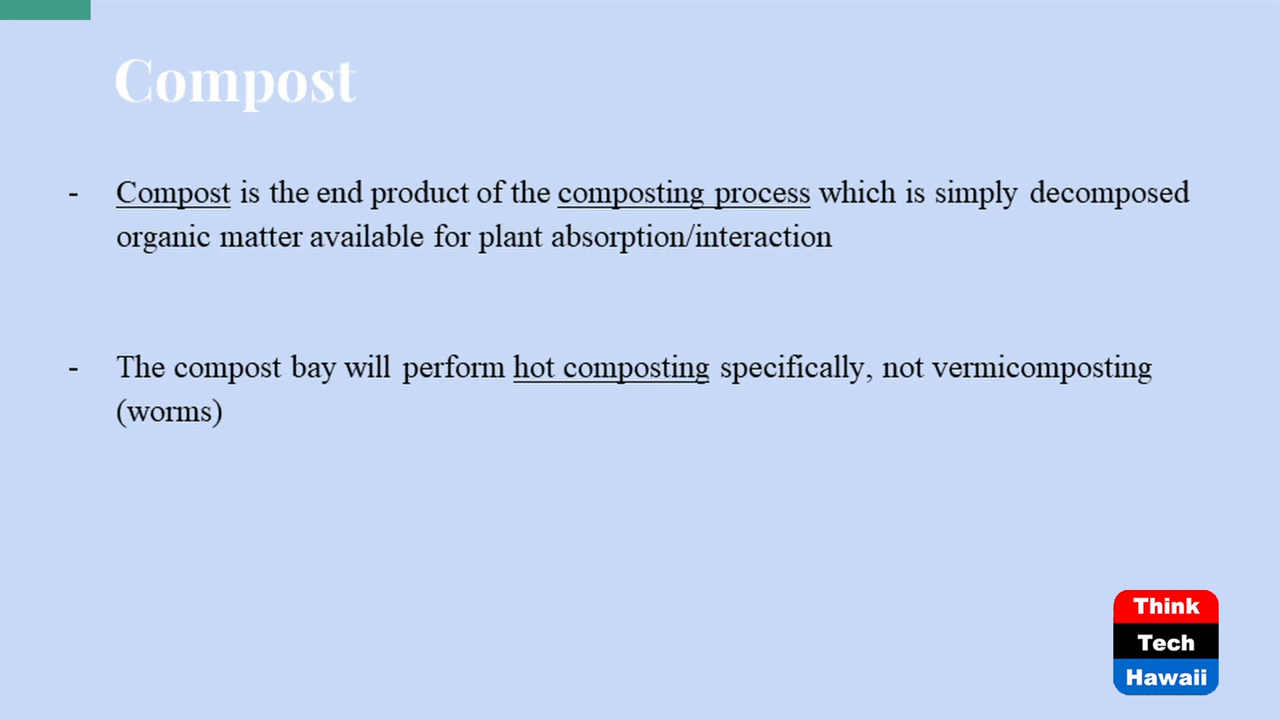 Compost
- Compost is the end product of the composting process which is simply decomposed
organic matter available for plant absorption/interaction
- The compost bay will perform hot composting specifically, not vermicomposting
(worms)
Think
Tech
Hawaii